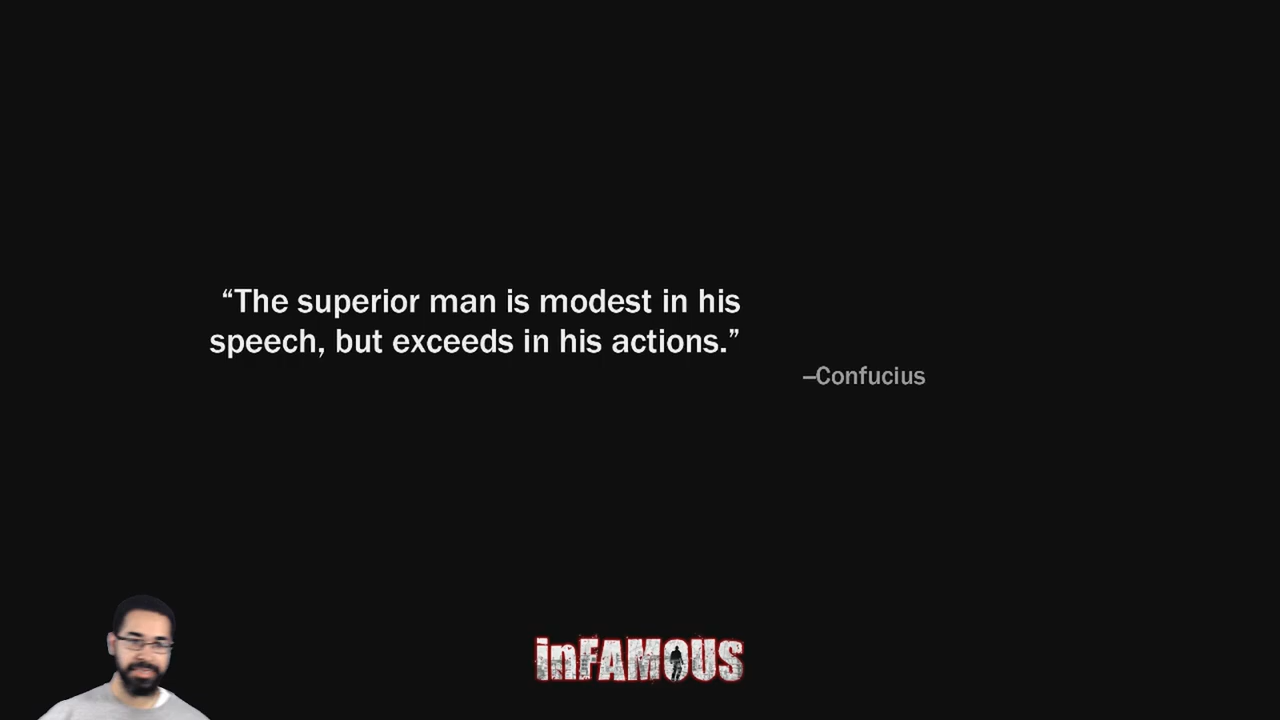 “The superior man is modest in his
speech, but exceeds in his actions.”
–Confucius
inFAMOUS